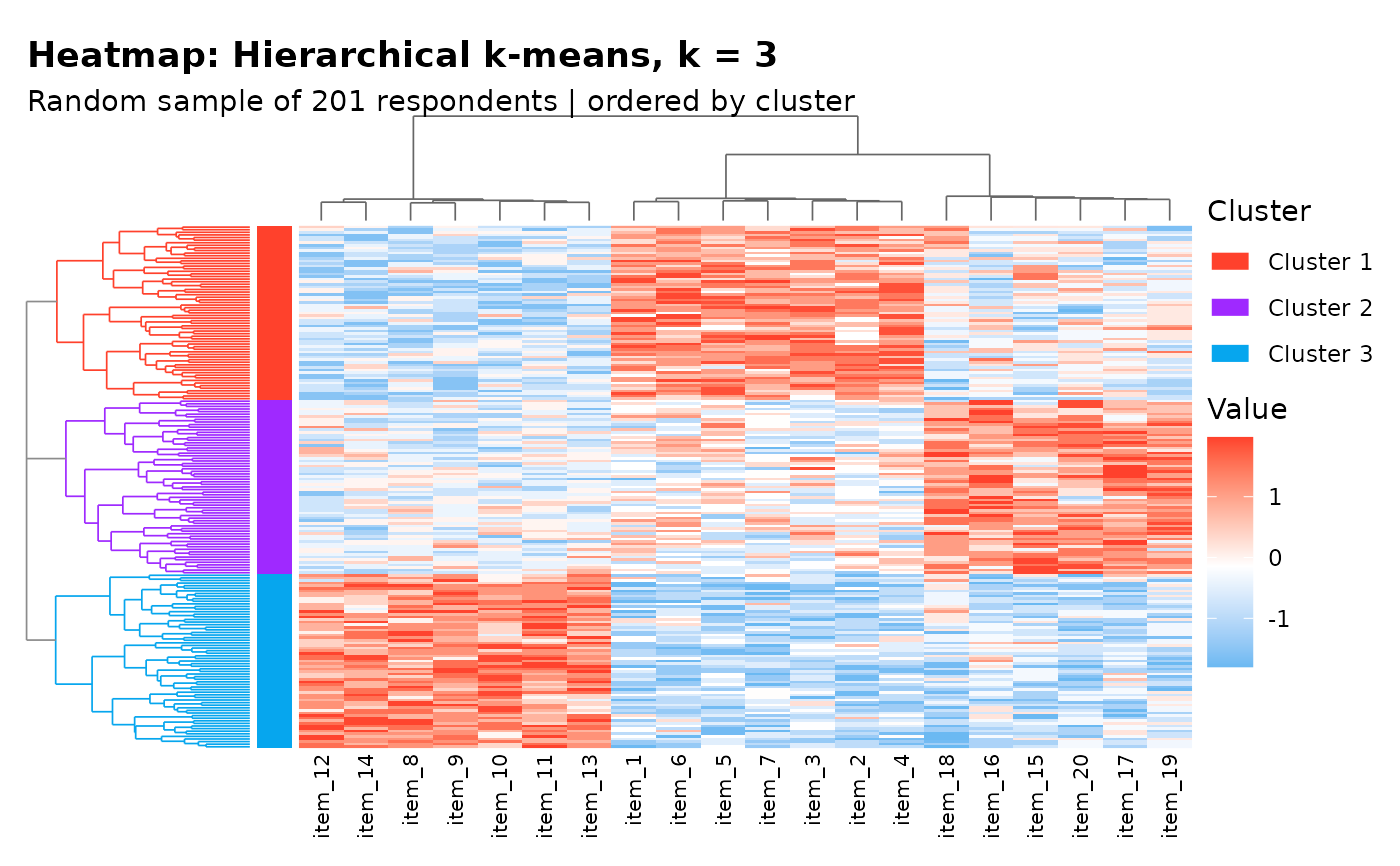 Heatmap: Hierarchical k-means, k = 3
Random sample of 201 respondents | ordered by cluster
Cluster
Cluster 1
Cluster 2
Cluster 3
Value
1
0
-1
item_12
item_14
item_8
item_9
item_10
item_11
item_13
item_1
item_6
item_5
item_7
item_3
item_2
item_4
item_18
item_16
item_15
item_20
item_17
item_19